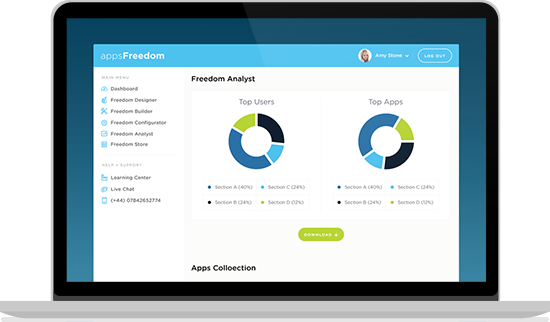 appsFreedom
Amy Stone
LOG OUT
MAIN MENU
Dashboard
Freedom Designer
Freedom Builder
Freedom Configurator
Freedom Analyst
Freedom Store
HELP + SUPPORT
Learning Center
Live Chat
(+44) 07842652774
Freedom Analyst
Top Users
Section A (40%) Section C (24%)
Section B (24%) Section D (12%)
Top Apps
Section A (40%) Section C (24%)
Section B (24%) Section D (12%)
DOWNLOAD
Apps Colloection